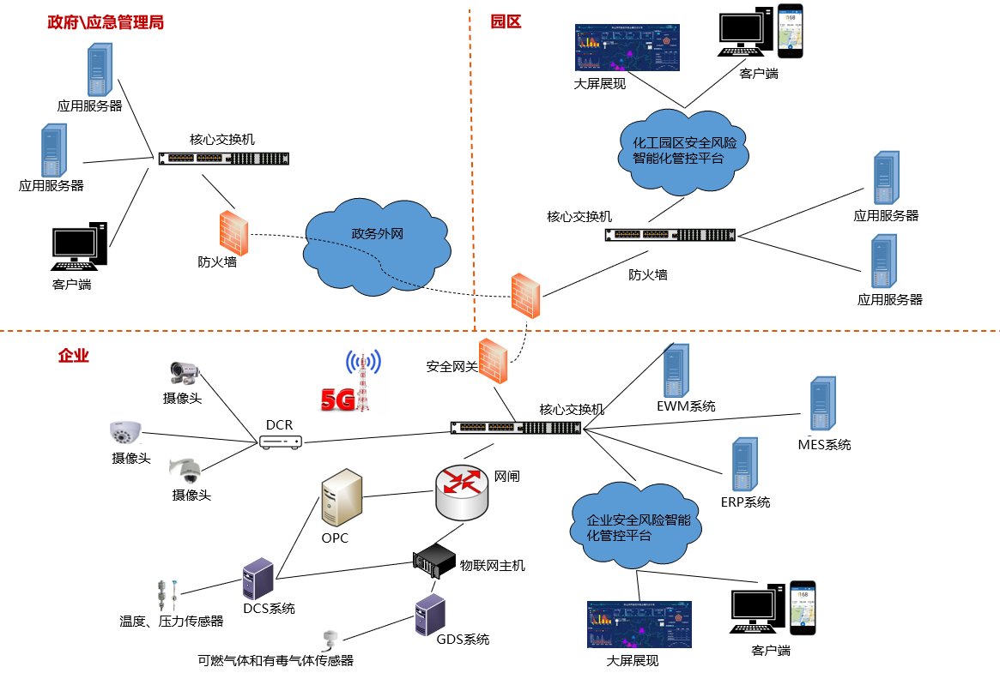 政府\应急管理局
应用服务器
应用服务器
客户端
核心交换机
防火墙
政务外网
园区
大屏展现
客户端
化工园区安全风险
智能化管控平台
核心交换机
防火墙
应用服务器
应用服务器
企业
安全网关
摄像头
摄像头
摄像头
DCR
5G
核心交换机
EWM系统
MES系统
ERP系统
网闸
OPC
物联网主机
DCS系统
温度、压力传感器
GDS系统
可燃气体和有毒气体传感器
企业安全风险智能
化管控平台
大屏展现
客户端